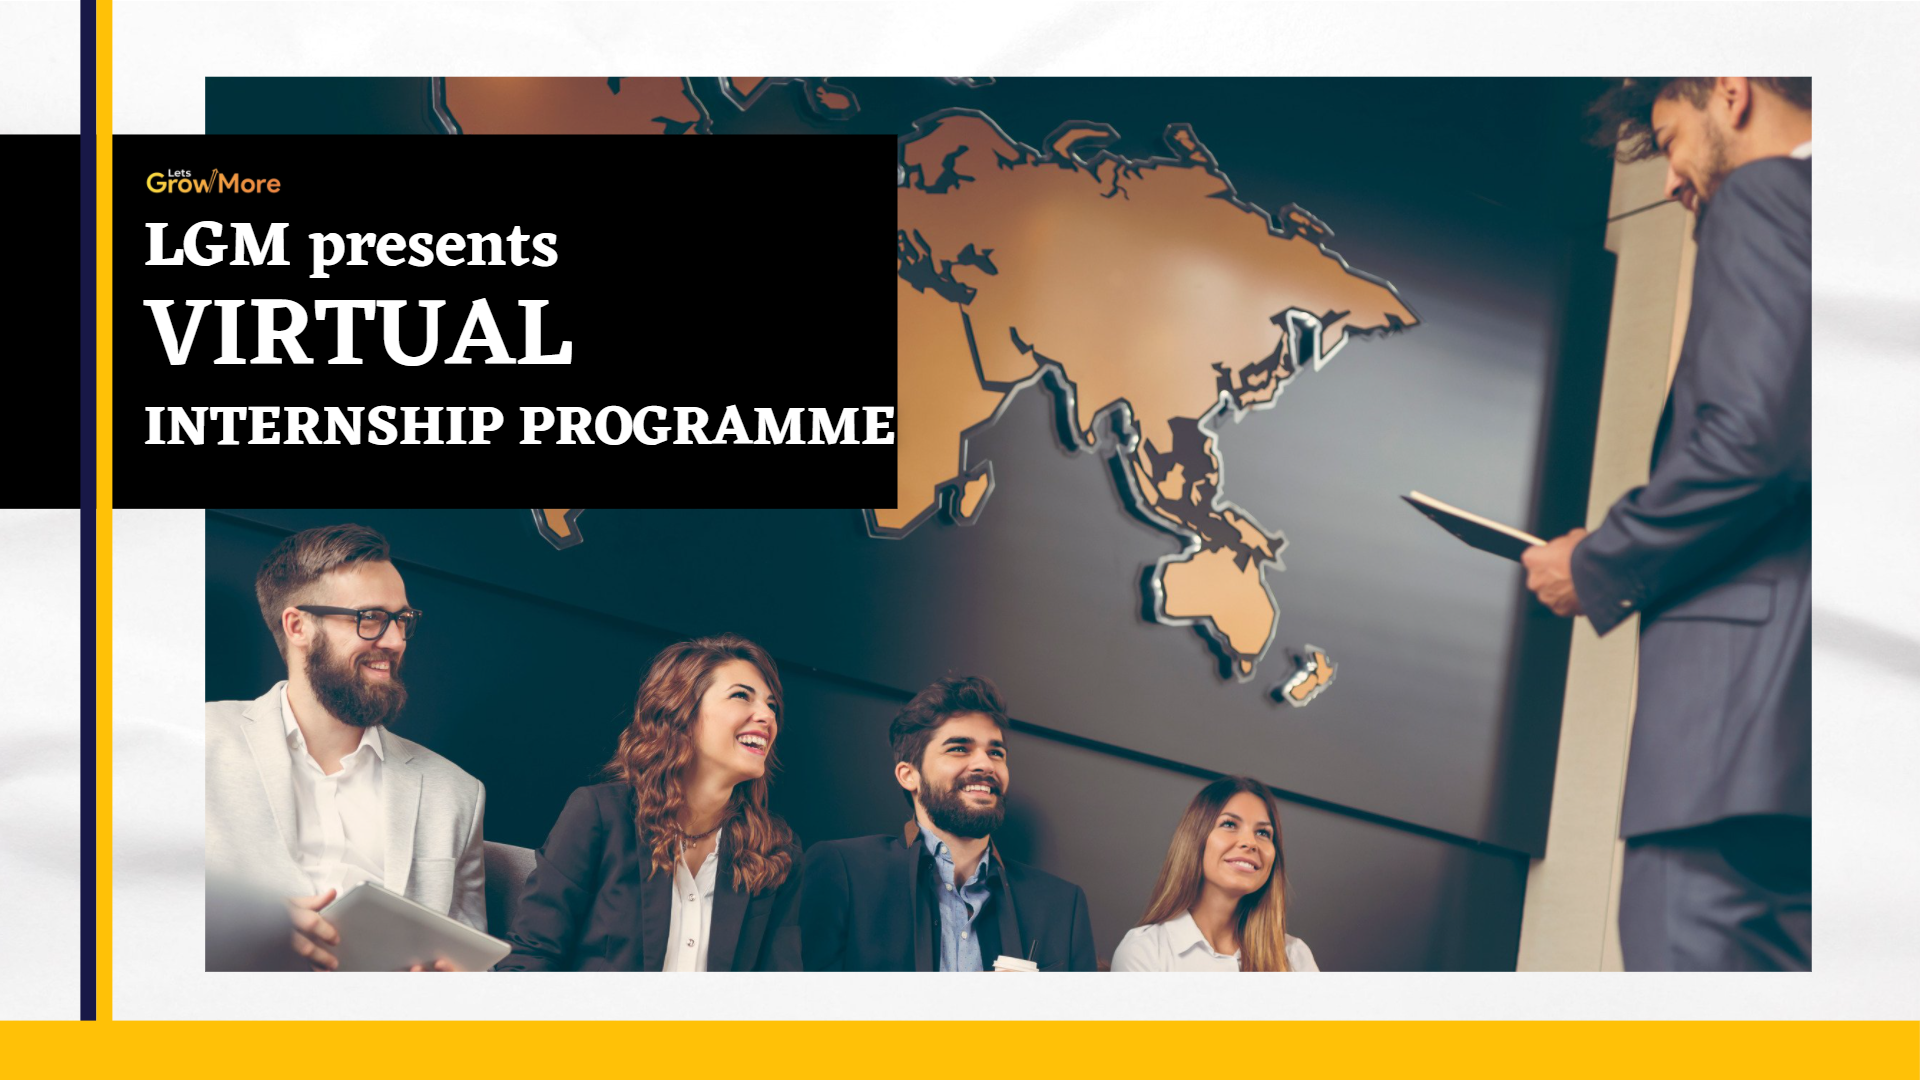 Lets
GrowMore
LGM presents
VIRTUAL
INTERNSHIP PROGRAMME